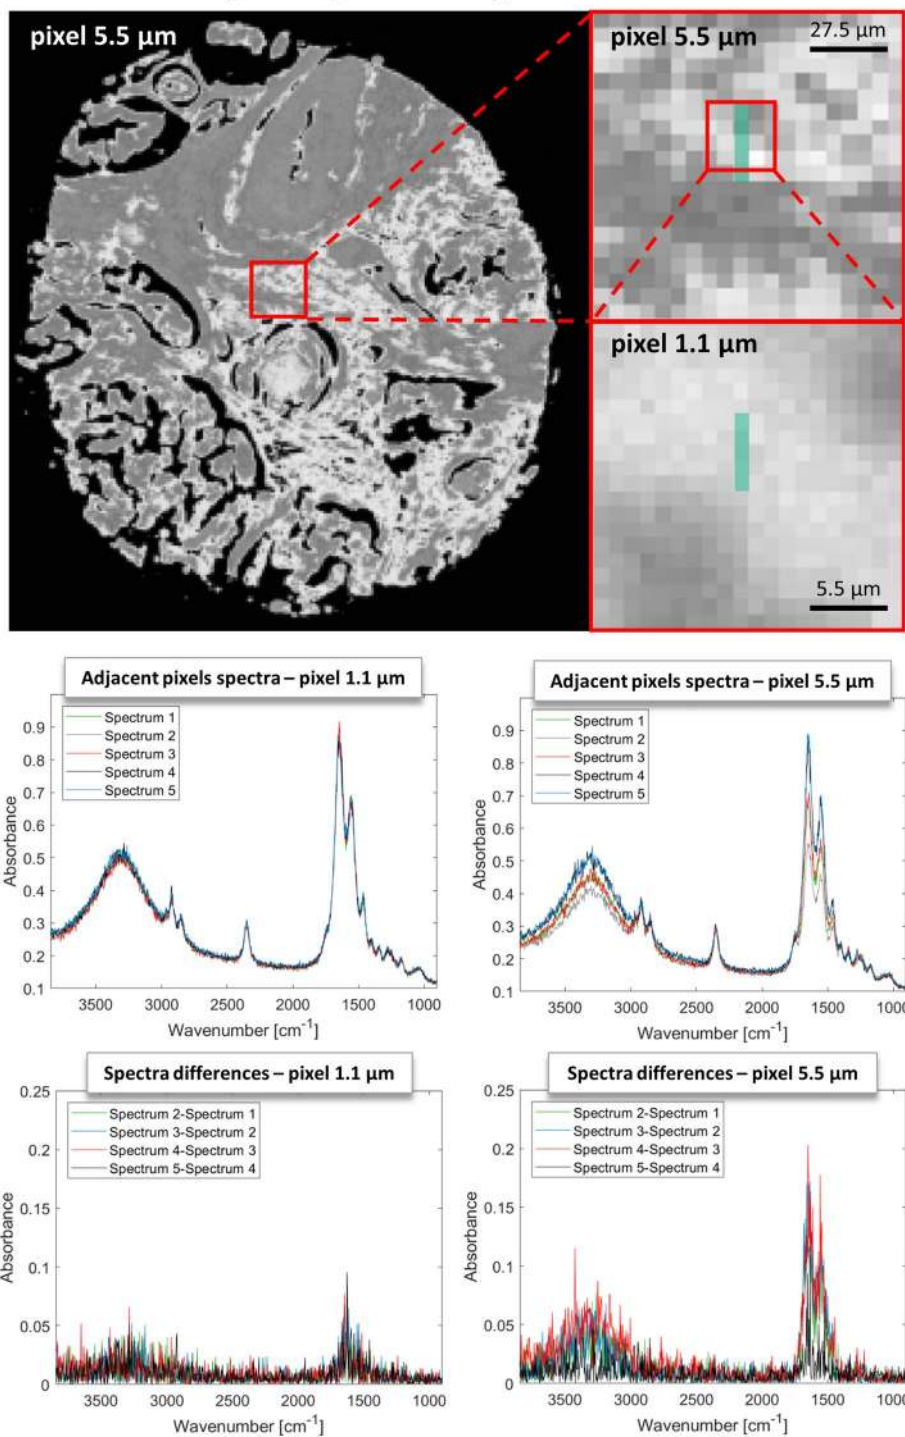 pixel 5.5 µm
pixel 5.5 µm
27.5 µm
pixel 1.1 µm
5.5 µm
Adjacent pixels spectra – pixel 1.1 µm
Spectrum 1
Spectrum 2
Spectrum 3
Spectrum 4
Spectrum 5
0.9
0.8
0.7
0.6
0.5
0.4
0.3
0.2
0.1
Absorbance
3500 3000 2500 2000 1500 1000
Wavenumber [cm⁻¹]
Adjacent pixels spectra – pixel 5.5 µm
Spectrum 1
Spectrum 2
Spectrum 3
Spectrum 4
Spectrum 5
0.9
0.8
0.7
0.6
0.5
0.4
0.3
0.2
0.1
Absorbance
3500 3000 2500 2000 1500 1000
Wavenumber [cm⁻¹]
Spectra differences – pixel 1.1 µm
Spectrum 2-Spectrum 1
Spectrum 3-Spectrum 2
Spectrum 4-Spectrum 3
Spectrum 5-Spectrum 4
0.25
0.2
0.15
0.1
0.05
0
Absorbance
3500 3000 2500 2000 1500 1000
Wavenumber [cm⁻¹]
Spectra differences – pixel 5.5 µm
Spectrum 2-Spectrum 1
Spectrum 3-Spectrum 2
Spectrum 4-Spectrum 3
Spectrum 5-Spectrum 4
0.25
0.2
0.15
0.1
0.05
0
Absorbance
3500 3000 2500 2000 1500 1000
Wavenumber [cm⁻¹]